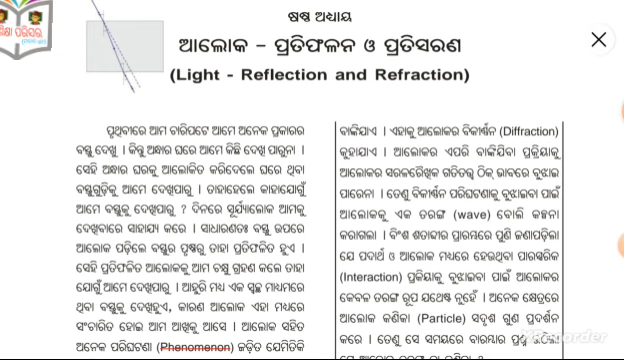 ଷଷ୍ଠ ଅଧ୍ୟାୟ
ଆଲୋକ – ପ୍ରତିଫଳନ ଓ ପ୍ରତିସରଣ
(Light - Reflection and Refraction)
ପୃଥିବୀରେ ଆମ ଚାରିପଟେ ଆମେ ଅନେକ ପ୍ରକାରର
ବସ୍ତୁ ଦେଖୁ । କିନ୍ତୁ ଅନ୍ଧାର ଘରେ ଆମେ କିଛି ଦେଖି ପାରୁନା ।
ସେହି ଅନ୍ଧାର ଘରକୁ ଆଲୋକିତ କରିଦେଲେ ଘରେ ଥିବା
ବସ୍ତୁଗୁଡ଼ିକୁ ଆମେ ଦେଖିପାରୁ । ତାହାହେଲେ କାହାଯୋଗୁଁ
ଆମେ ବସ୍ତୁକୁ ଦେଖିପାରୁ ? ଦିନରେ ସୂର୍ଯ୍ୟାଲୋକ ଆମକୁ
ଦେଖିବାରେ ସାହାଯ୍ୟ କରେ । ସାଧାରଣତଃ ବସ୍ତୁ ଉପରେ
ଆଲୋକ ପଡ଼ିଲେ ବସ୍ତୁର ପୃଷ୍ଠରୁ ତାହା ପ୍ରତିଫଳିତ ହୁଏ ।
ସେହି ପ୍ରତିଫଳିତ ଆଲୋକକୁ ଆମ ଚକ୍ଷୁ ଗ୍ରହଣ କଲେ ତାହା
ଯୋଗୁଁ ଆମେ ଦେଖିପାରୁ । ଆହୁରି ମଧ୍ୟ ଏକ ସ୍ୱଚ୍ଛ ମାଧ୍ୟମରେ
ଥିବା ବସ୍ତୁକୁ ଦେଖିହୁଏ, କାରଣ ଆଲୋକ ଏହା ମଧ୍ୟରେ
ସଂଚାରିତ ହୋଇ ଆମ ଆଖିକୁ ଆସେ । ଆଲୋକ ସହିତ
ଅନେକ ପରିଘଟଣା (Phenomenon) ଜଡ଼ିତ ଯେମିତିକି
ବାଙ୍କିଯାଏ । ଏହାକୁ ଆଲୋକର ବିକୀର୍ଣ୍ଣନ (Diffraction)
କୁହାଯାଏ । ଆଲୋକର ଏପରି ବାଙ୍କିଯିବା ପ୍ରକ୍ରିୟାକୁ
ଆଲୋକର ସରଳରୈଖିକ ଗତିତତ୍ତ୍ୱ ଠିକ୍ ଭାବରେ ବୁଝାଇ
ପାରେନା । ତେଣୁ ବିକୀର୍ଣ୍ଣନ ପରିଘଟଣାକୁ ବୁଝାଇବା ପାଇଁ
ଆଲୋକକୁ ଏକ ତରଙ୍ଗ (wave) ବୋଲି କଳ୍ପନା
କରାଗଲା । ବିଂଶ ଶତାବ୍ଦୀର ପ୍ରାରମ୍ଭରେ ପୁଣି ଜଣାପଡ଼ିଲା
ଯେ ପଦାର୍ଥ ଓ ଆଲୋକ ମଧ୍ୟରେ ହେଉଥିବା ପାରସ୍ପରିକ
(Interaction) ପ୍ରକ୍ରିୟାକୁ ବୁଝାଇବା ପାଇଁ ଆଲୋକର
କେବଳ ତରଙ୍ଗ ରୂପ ଯଥେଷ୍ଟ ନୁହେଁ । ଅନେକ କ୍ଷେତ୍ରରେ
ଆଲୋକ କଣିକା (Particle) ସଦୃଶ ଗୁଣ ପ୍ରଦର୍ଶନ
କରେ । ତେଣୁ ସେ ସମୟରେ ବାରମ୍ବାର ପ୍ରଶ୍ନ